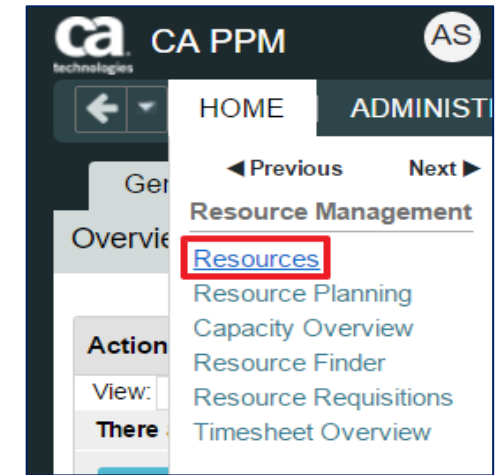 ca technologies CA PPM AS
HOME ADMINIST
◀Previous Next▶
Ger
Resource Management
Overvie
Resources
Resource Planning
Capacity Overview
Action
Resource Finder
View:
Resource Requisitions
There
Timesheet Overview